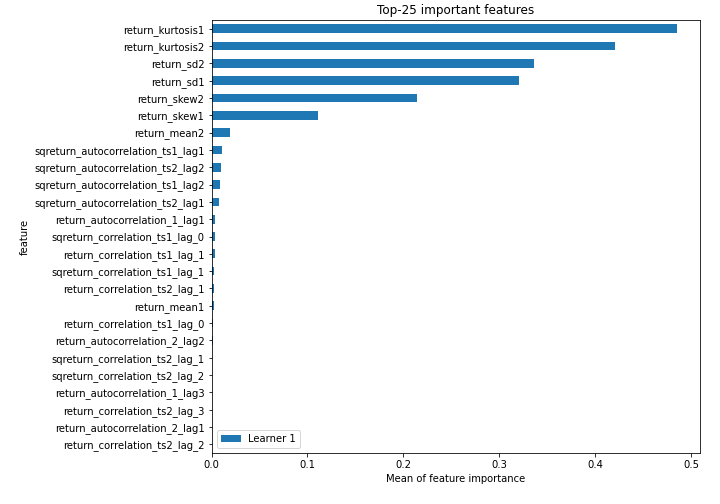 Top-25 important features
return_kurtosis1
return_kurtosis2
return_sd2
return_sd1
return_skew2
return_skew1
return_mean2
sqreturn_autocorrelation_ts1_lag1
sqreturn_autocorrelation_ts2_lag2
sqreturn_autocorrelation_ts1_lag2
sqreturn_autocorrelation_ts2_lag1
return_autocorrelation_1_lag1
sqreturn_correlation_ts1_lag_0
return_correlation_ts1_lag_1
sqreturn_correlation_ts1_lag_1
return_correlation_ts2_lag_1
return_mean1
return_correlation_ts1_lag_0
return_autocorrelation_2_lag2
sqreturn_correlation_ts2_lag_1
sqreturn_correlation_ts2_lag_2
return_autocorrelation_1_lag3
return_correlation_ts2_lag_3
return_autocorrelation_2_lag1
return_correlation_ts2_lag_2
feature
Learner 1
0.0 0.1 0.2 0.3 0.4 0.5
Mean of feature importance